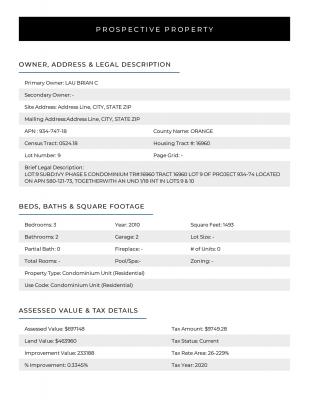 PROSPECTIVE PROPERTY
OWNER, ADDRESS & LEGAL DESCRIPTION
Primary Owner: LAU BRIAN C
Secondary Owner: -
Site Address: Address Line, CITY, STATE ZIP
Mailing Address:Address Line, CITY, STATE ZIP
APN : 934-747-18 County Name: ORANGE
Census Tract: 0524.18 Housing Tract #: 16960
Lot Number: 9 Page Grid: -
Brief Legal Description:
LOT:9 SUBD:IVY PHASE 5 CONDOMINIUM TR#:16960 TRACT 16960 LOT 9 OF PROJECT 934-74 LOCATED
ON APN 580-121-73, TOGETHERWITH AN UND 1/18 INT IN LOTS 9 & 10
BEDS, BATHS & SQUARE FOOTAGE
Bedrooms: 3 Year: 2010 Square Feet: 1493
Bathrooms: 2 Garage: 2 Lot Size: -
Partial Bath: 0 Fireplace: - # of Units: 0
Total Rooms: - Pool/Spa:- Zoning: -
Property Type: Condominium Unit (Residential)
Use Code: Condominium Unit (Residential)
ASSESSED VALUE & TAX DETAILS
Assessed Value: $697148 Tax Amount: $9749.28
Land Value: $463960 Tax Status: Current
Improvement Value: 233188 Tax Rate Area: 26-229%
% Improvement: 0.3345% Tax Year: 2020